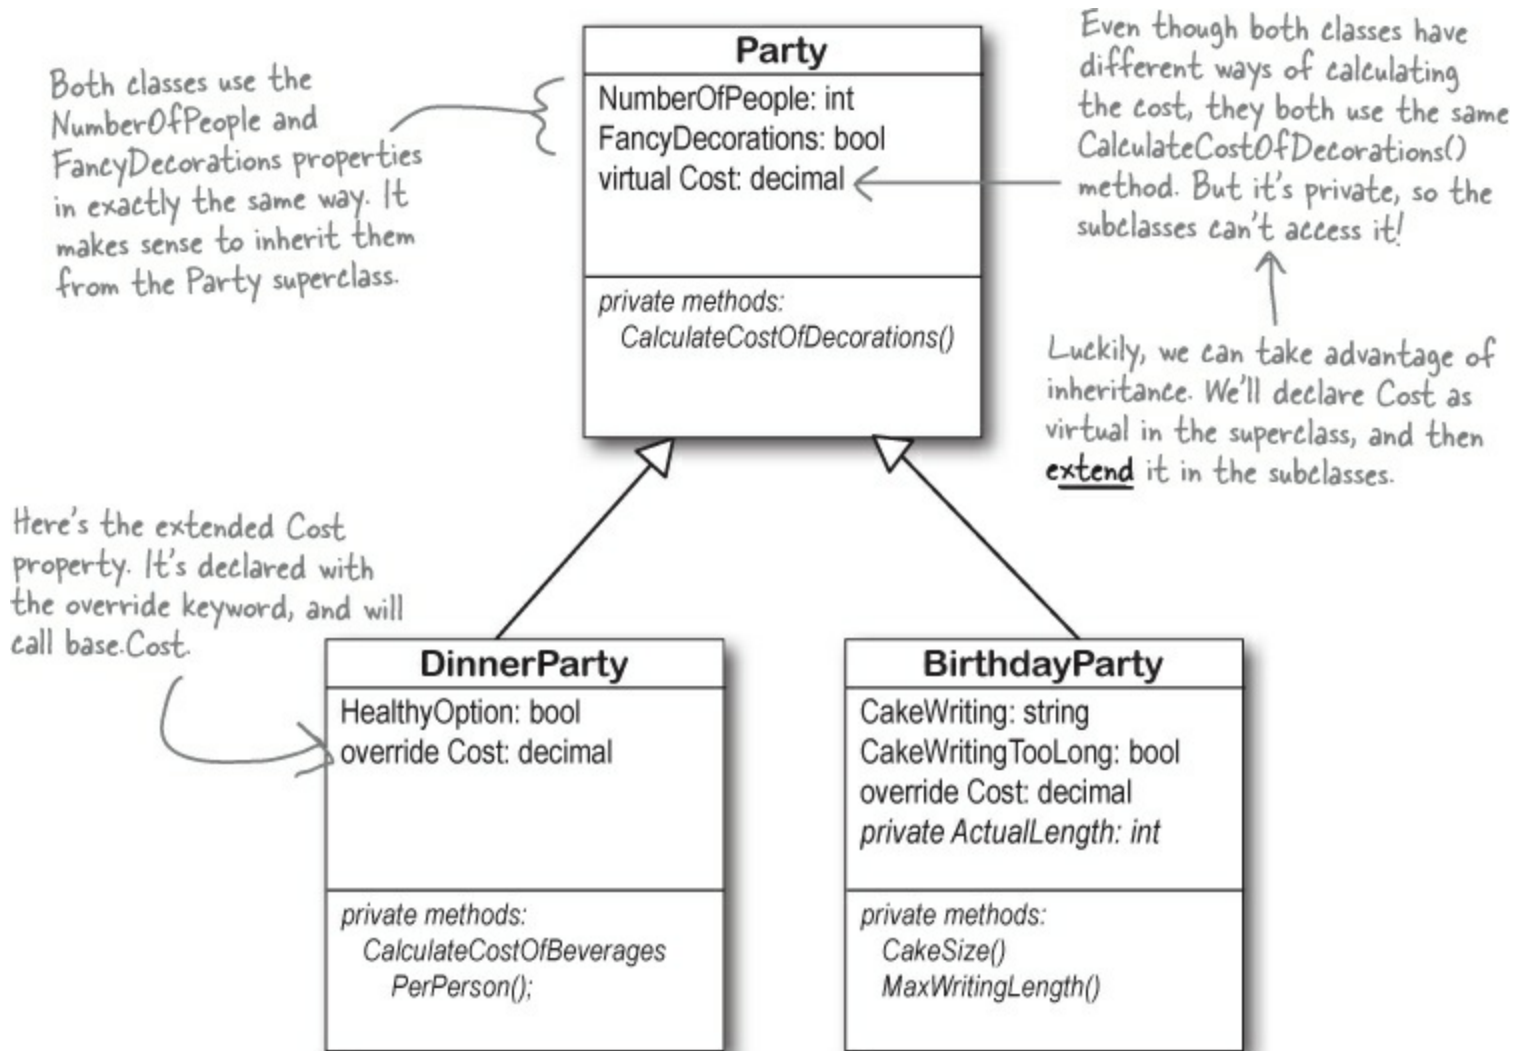 Both classes use the
NumberOfPeople and
FancyDecorations properties
in exactly the same way. It
makes sense to inherit them
from the Party superclass.
Party
NumberOfPeople: int
FancyDecorations: bool
virtual Cost: decimal
private methods:
CalculateCostOfDecorations()
Even though both classes have
different ways of calculating
the cost, they both use the same
CalculateCostOfDecorations()
method. But it's private, so the
subclasses can't access it!
Luckily, we can take advantage of
inheritance. We'll declare Cost as
virtual in the superclass, and then
extend it in the subclasses.
Here's the extended Cost
property. It's declared with
the override keyword, and will
call base.Cost.
DinnerParty
HealthyOption: bool
override Cost: decimal
private methods:
CalculateCostOfBeverages
PerPerson();
BirthdayParty
CakeWriting: string
CakeWritingTooLong: bool
override Cost: decimal
private ActualLength: int
private methods:
CakeSize()
MaxWritingLength()